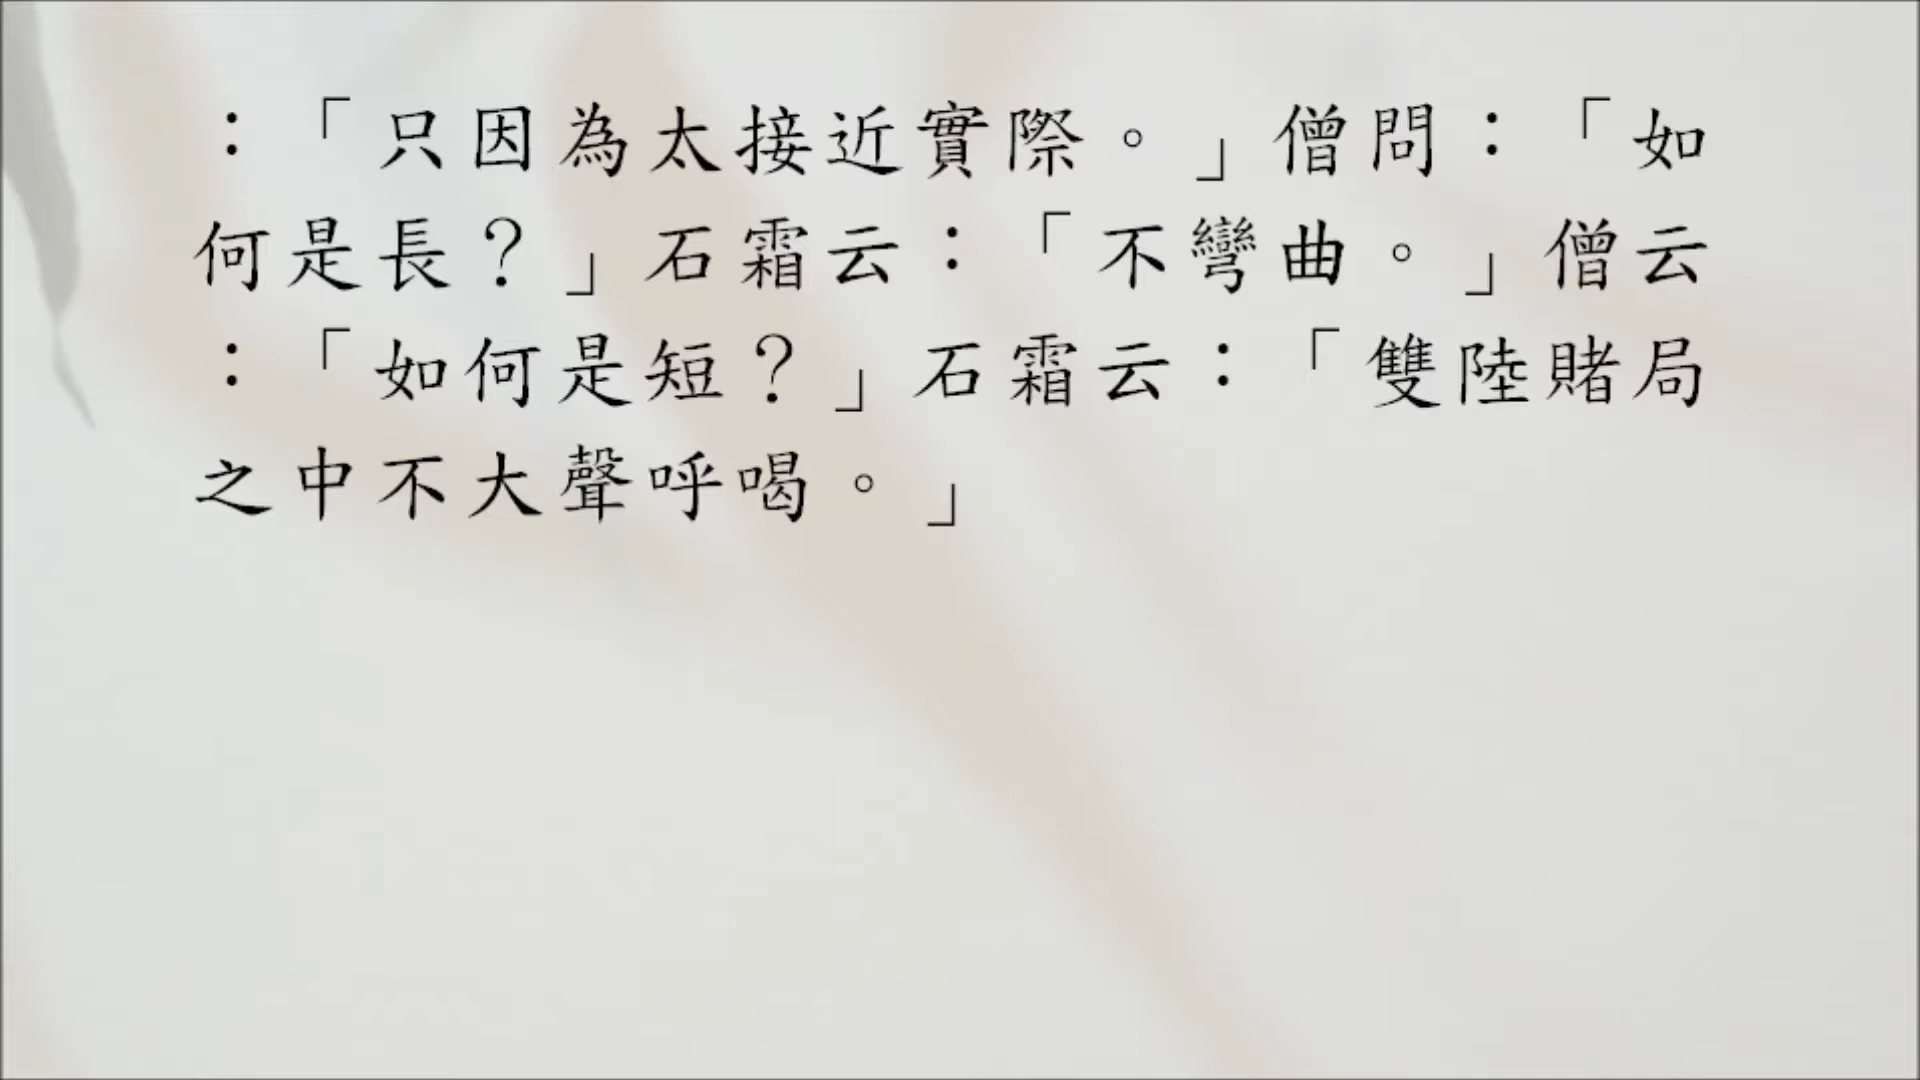 ：「只因為太接近實際。」僧問：「如
何是長？」石霜云：「不彎曲。」僧云
：「如何是短？」石霜云：「雙陸賭局
之中不大聲呼喝。」